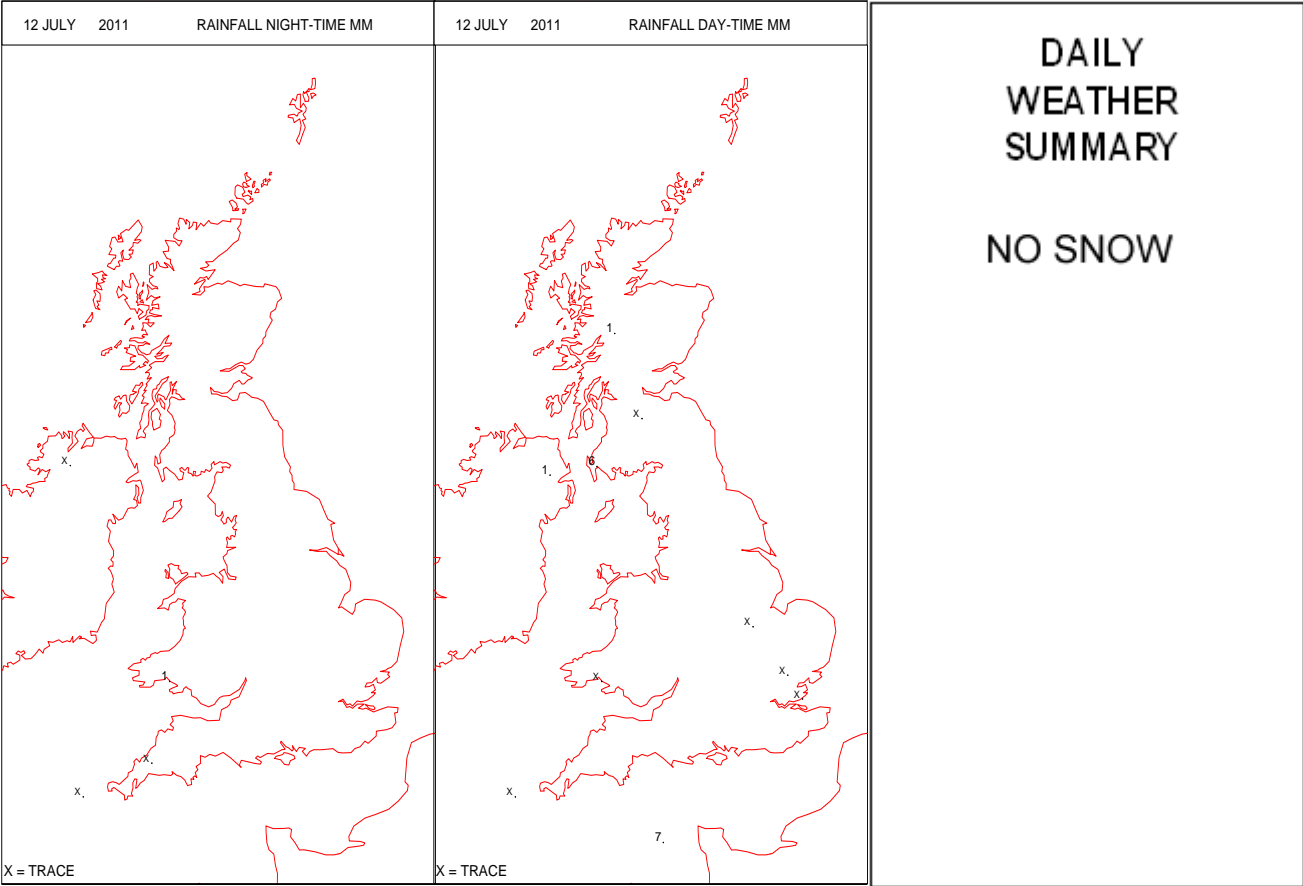 12 JULY 2011 RAINFALL NIGHT-TIME MM
X.
1.
X.
X.
X = TRACE
12 JULY 2011 RAINFALL DAY-TIME MM
1.
X.
6.
1.
X.
X.
X
X.
X.
7.
X = TRACE
DAILY
WEATHER
SUMMARY
NO SNOW